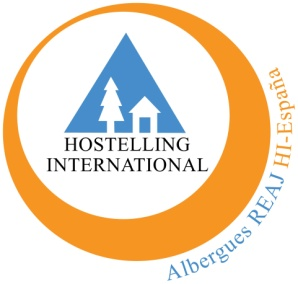 HOSTELLING
INTERNATIONAL
Albergues REAJ HI-España